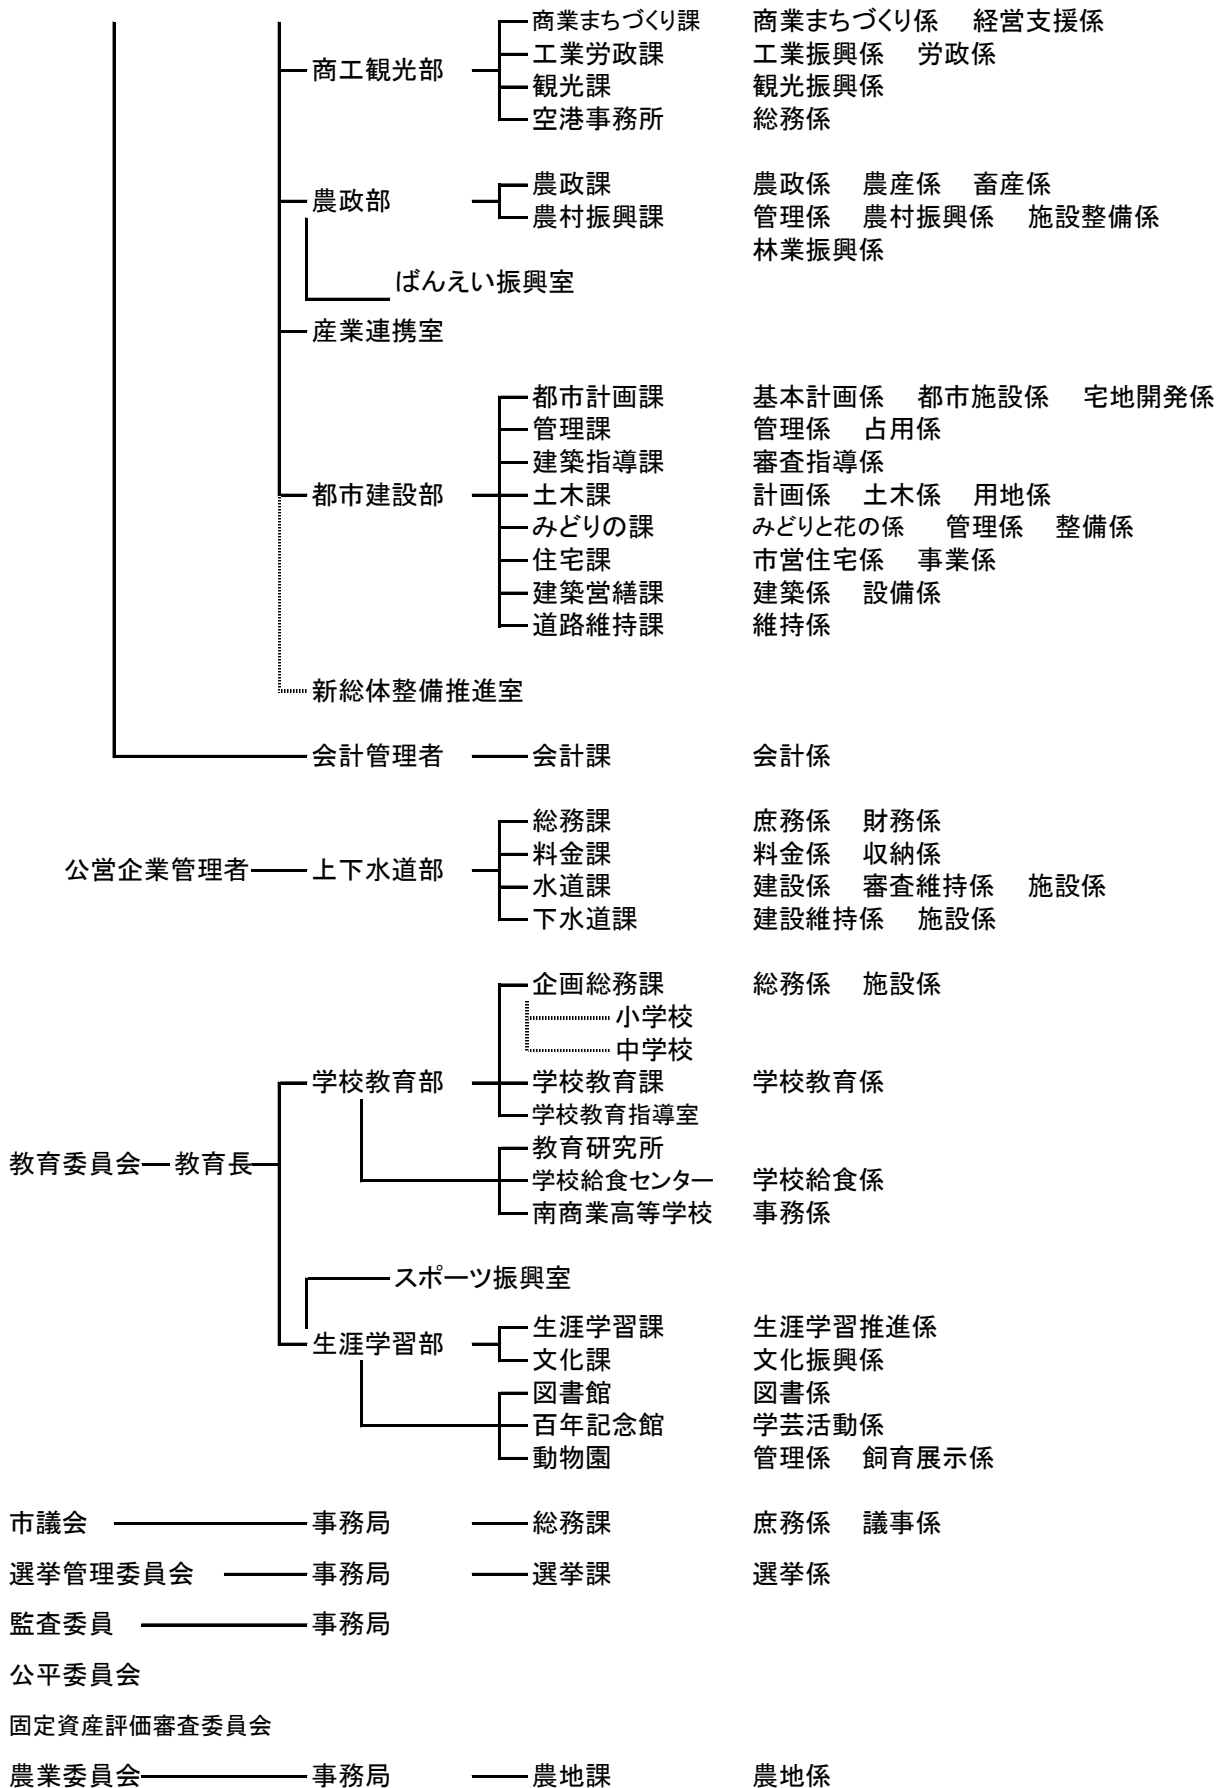 商業まちづくり課 商業まちづくり係 経営支援係
工業労政課 工業振興係 労政係
商工観光部
観光課 観光振興係
空港事務所 総務係
農政課 農政係 農産係 畜産係
農政部
農村振興課 管理係 農村振興係 施設整備係
林業振興係
ばんえい振興室
産業連携室
都市計画課 基本計画係 都市施設係 宅地開発係
管理課 管理係 占用係
建築指導課 審査指導係
都市建設部 土木課 計画係 土木係 用地係
みどりの課 みどりと花の係 管理係 整備係
住宅課 市営住宅係 事業係
建築営繕課 建築係 設備係
道路維持課 維持係
新総体整備推進室
会計管理者 会計課 会計係
総務課 庶務係 財務係
料金課 料金係 収納係
公営企業管理者 上下水道部
水道課 建設係 審査維持係 施設係
下水道課 建設維持係 施設係
企画総務課 総務係 施設係
小学校
中学校
学校教育部 学校教育課 学校教育係
学校教育指導室
教育研究所
教育委員会 教育長
学校給食センター 学校給食係
南商業高等学校 事務係
スポーツ振興室
生涯学習課 生涯学習推進係
生涯学習部
文化課 文化振興係
図書館 図書係
百年記念館 学芸活動係
動物園 管理係 飼育展示係
市議会 事務局 総務課 庶務係 議事係
選挙管理委員会 事務局 選挙課 選挙係
監査委員 事務局
公平委員会
固定資産評価審査委員会
農業委員会 事務局 農地課 農地係